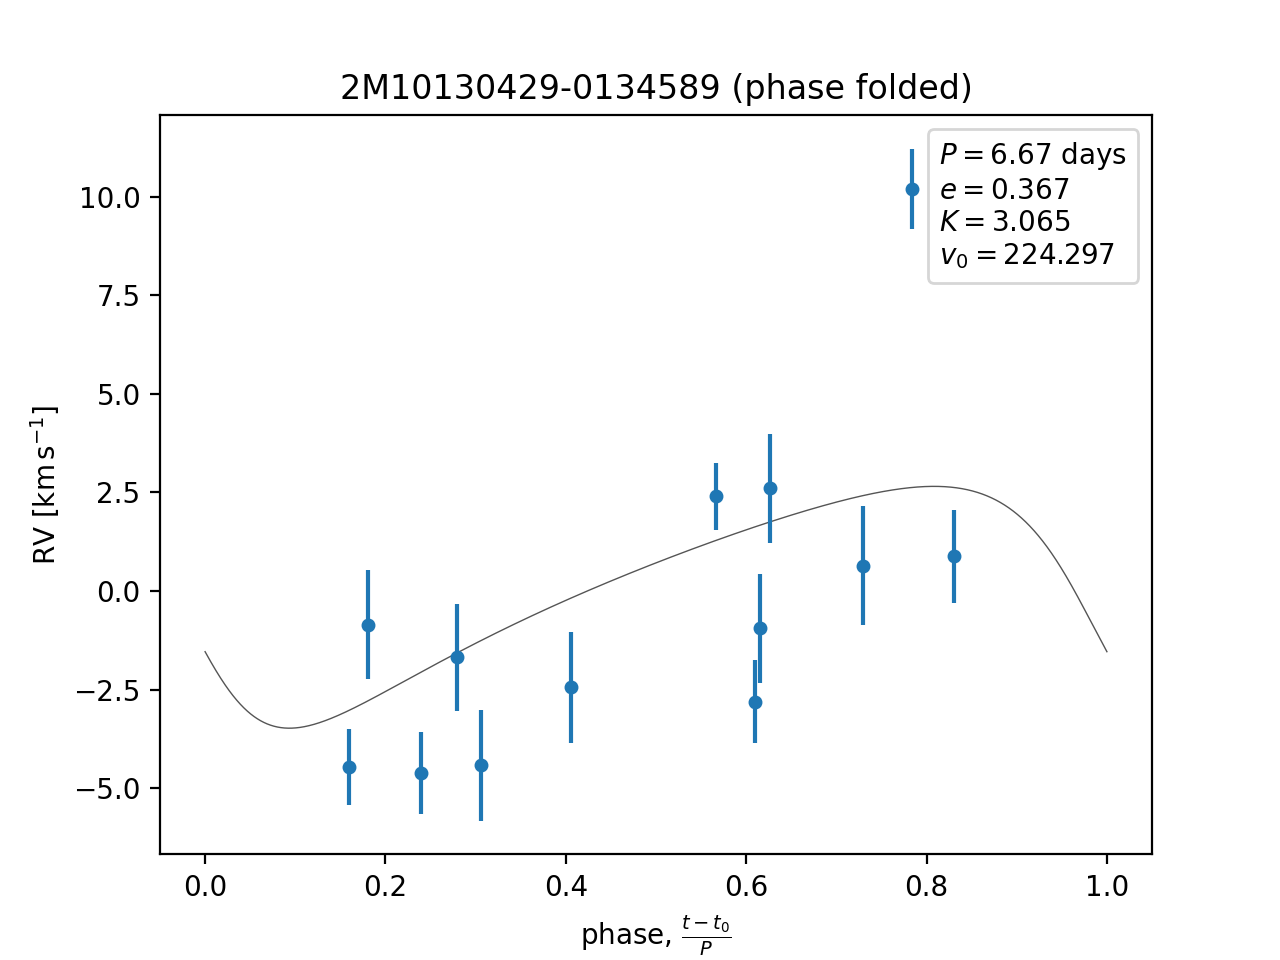 2M10130429-0134589 (phase folded)
P = 6.67 days
e = 0.367
K = 3.065
v₀ = 224.297
RV [km s⁻¹]
10.0
7.5
5.0
2.5
0.0
−2.5
−5.0
0.0 0.2 0.4 0.6 0.8 1.0
phase, (t − t₀)/P